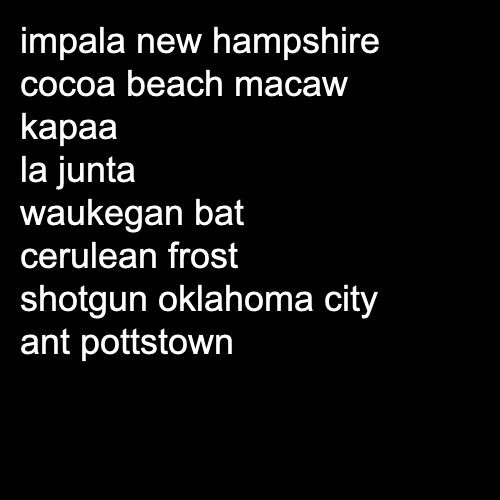 impala new hampshire
cocoa beach macaw
kapaa
la junta
waukegan bat
cerulean frost
shotgun oklahoma city
ant pottstown